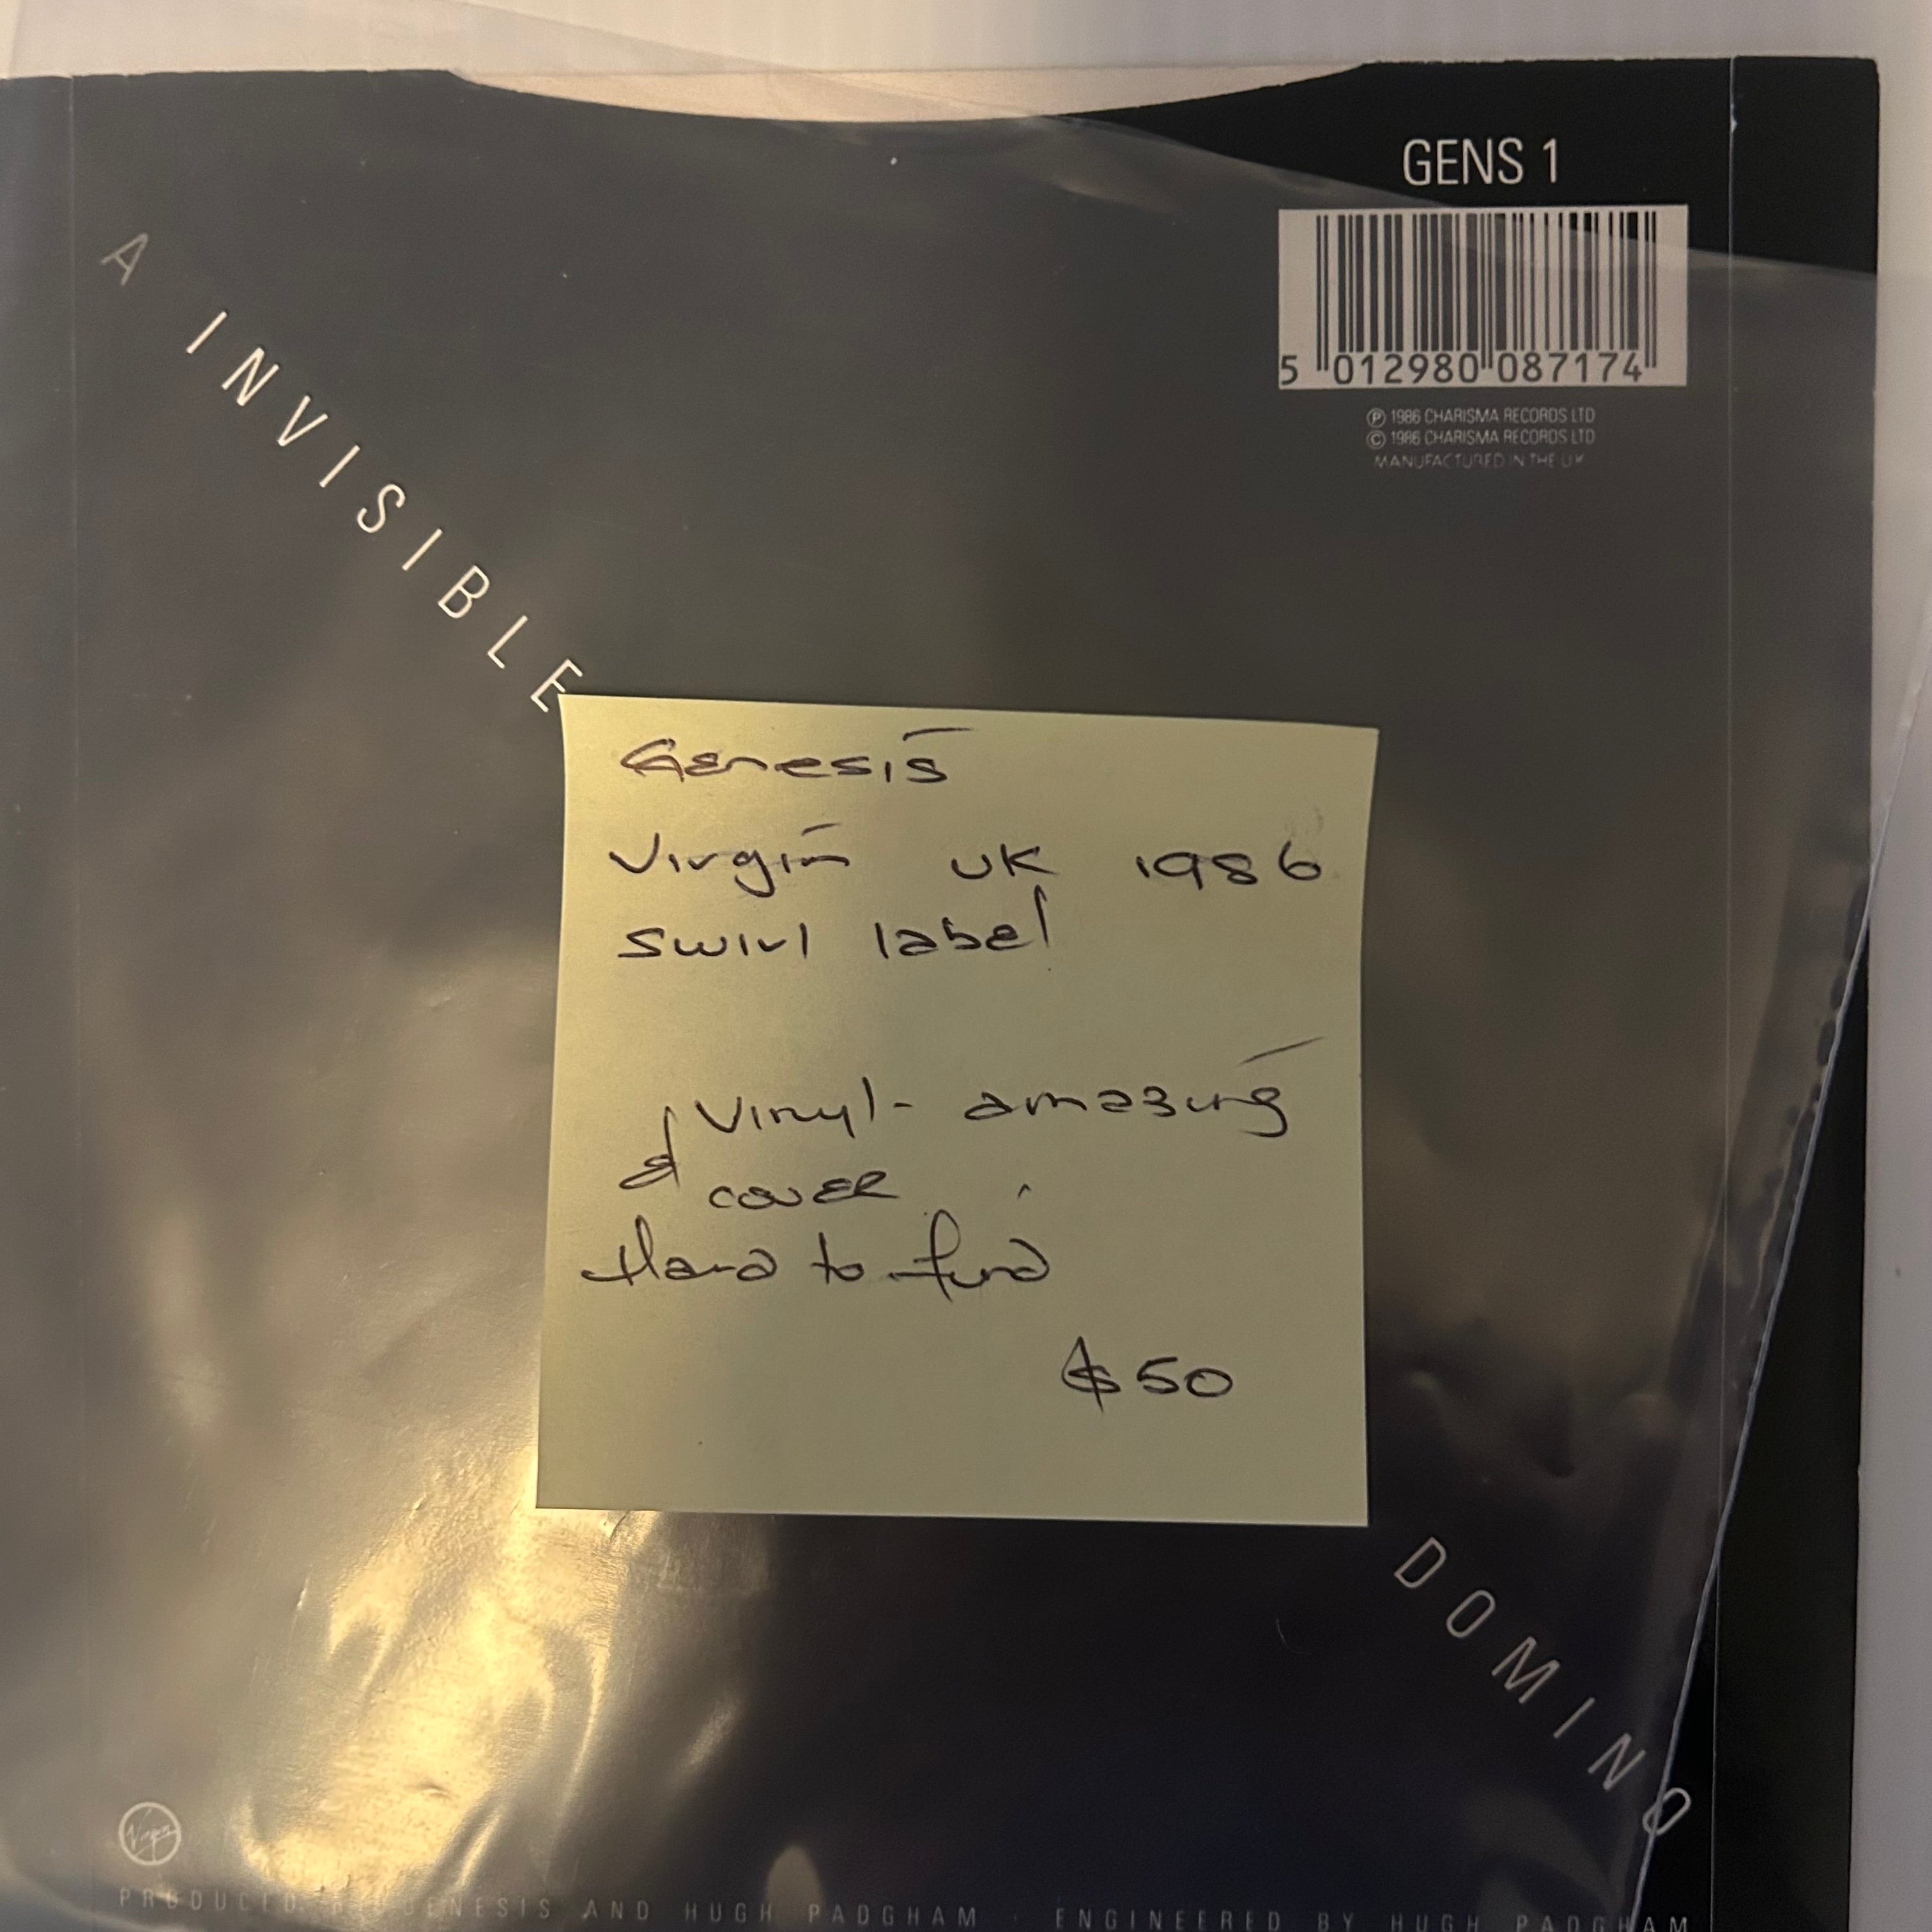 GENS 1
5 012980 087174
℗ 1986 CHARISMA RECORDS LTD
© 1986 CHARISMA RECORDS LTD
MANUFACTURED IN THE UK
A INVISIBLE
Genesis
Virgin UK 1986
swirl label
Vinyl - amazing
& cover
Hard to find
$50
DOMINO
Virgin
PRODUCED BY GENESIS AND HUGH PADGHAM · ENGINEERED BY HUGH PADGHAM